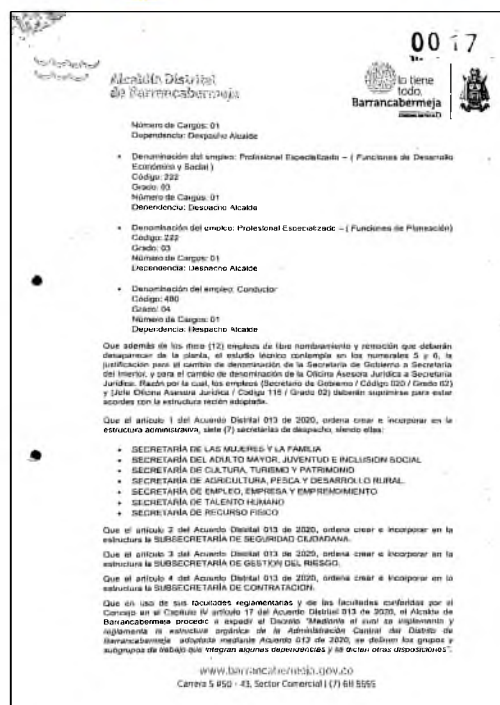 00 17
Alcaldía Distrital
de Barrancabermeja
la tiene
todo.
Barrancabermeja
Número de Cargos: 01
Dependencia: Despacho Alcalde
• Denominación del empleo: Profesional Especializado – ( Funciones de Desarrollo
Económico y Social )
Código: 222
Grado: 03
Número de Cargos: 01
Dependencia: Despacho Alcalde
• Denominación del empleo: Profesional Especializado – ( Funciones de Planeación)
Código: 222
Grado: 03
Número de Cargos: 01
Dependencia: Despacho Alcalde
• Denominación del empleo: Conductor
Código: 480
Grado: 04
Número de Cargos: 01
Dependencia: Despacho Alcalde
Que además de los doce (12) empleos de libre nombramiento y remoción que deberán
desaparecer de la planta, el estudio técnico contempla en los numerales 5 y 6, la
justificación para el cambio de denominación de la Secretaría de Gobierno a Secretaría
del Interior, y para el cambio de denominación de la Oficina Asesora Jurídica a Secretaría
Jurídica. Razón por la cual, los empleos (Secretario de Gobierno / Código 020 / Grado 02)
y (Jefe Oficina Asesora Jurídica / Código 115 / Grado 02) deberán suprimirse para estar
acordes con la estructura recién adoptada.
Que el artículo 1 del Acuerdo Distrital 013 de 2020, ordena crear e incorporar en la
estructura administrativa, siete (7) secretarías de despacho, siendo ellas:
• SECRETARÍA DE LAS MUJERES Y LA FAMILIA
• SECRETARÍA DEL ADULTO MAYOR, JUVENTUD E INCLUSION SOCIAL
• SECRETARÍA DE CULTURA, TURISMO Y PATRIMONIO
• SECRETARÍA DE AGRICULTURA, PESCA Y DESARROLLO RURAL.
• SECRETARÍA DE EMPLEO, EMPRESA Y EMPRENDIMIENTO
• SECRETARÍA DE TALENTO HUMANO
• SECRETARÍA DE RECURSO FISICO
Que el artículo 2 del Acuerdo Distrital 013 de 2020, ordena crear e incorporar en la
estructura la SUBSECRETARÍA DE SEGURIDAD CIUDADANA.
Que el artículo 3 del Acuerdo Distrital 013 de 2020, ordena crear e incorporar en la
estructura la SUBSECRETARÍA DE GESTION DEL RIESGO.
Que el artículo 4 del Acuerdo Distrital 013 de 2020, ordena crear e incorporar en la
estructura la SUBSECRETARÍA DE CONTRATACION.
Que en uso de sus facultades reglamentarias y de las facultades conferidas por el
Concejo en el Capítulo IV artículo 17 del Acuerdo Distrital 013 de 2020, el Alcalde de
Barrancabermeja procedió a expedir el Decreto "Mediante el cual se implementa y
reglamenta la estructura orgánica de la Administración Central del Distrito de
Barrancabermeja adoptada mediante Acuerdo 013 de 2020, se definen los grupos y
subgrupos de trabajo que integran algunas dependencias y se dictan otras disposiciones".
www.barrancabermeja.gov.co
Carrera 5 #50 - 43, Sector Comercial | (7) 611 5555